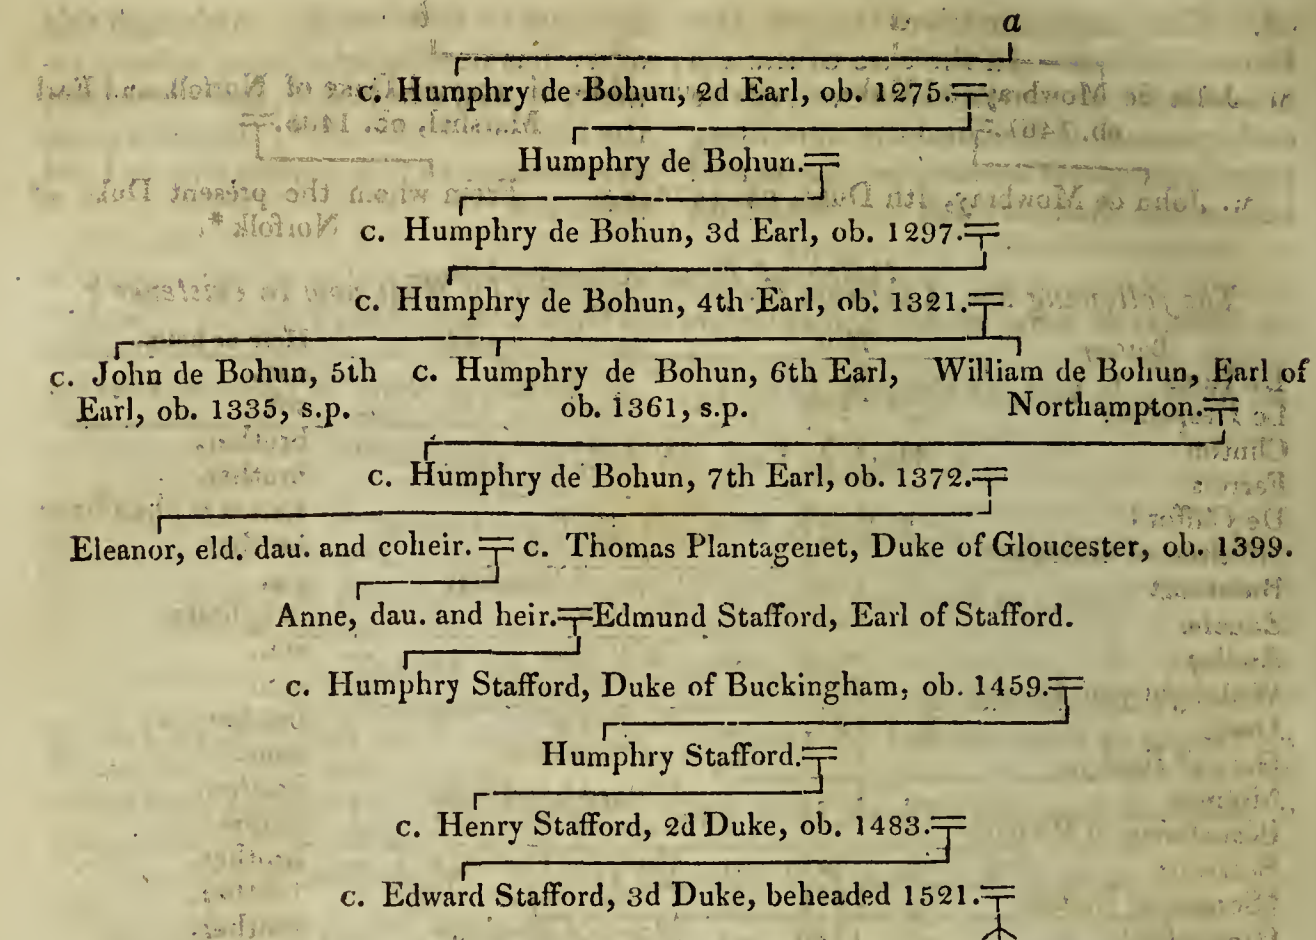 a
c. Humphry de Bohun, 2d Earl, ob. 1275.
Humphry de Bohun.
c. Humphry de Bohun, 3d Earl, ob. 1297.
c. Humphry de Bohun, 4th Earl, ob. 1321.
c. John de Bohun, 5th c. Humphry de Bohun, 6th Earl, William de Bohun, Earl of
Earl, ob. 1335, s.p. ob. 1361, s.p. Northampton.
c. Humphry de Bohun, 7th Earl, ob. 1372.
Eleanor, eld. dau. and coheir. c. Thomas Plantagenet, Duke of Gloucester, ob. 1399.
Anne, dau. and heir. Edmund Stafford, Earl of Stafford.
c. Humphry Stafford, Duke of Buckingham, ob. 1459.
Humphry Stafford.
c. Henry Stafford, 2d Duke, ob. 1483.
c. Edward Stafford, 3d Duke, beheaded 1521.